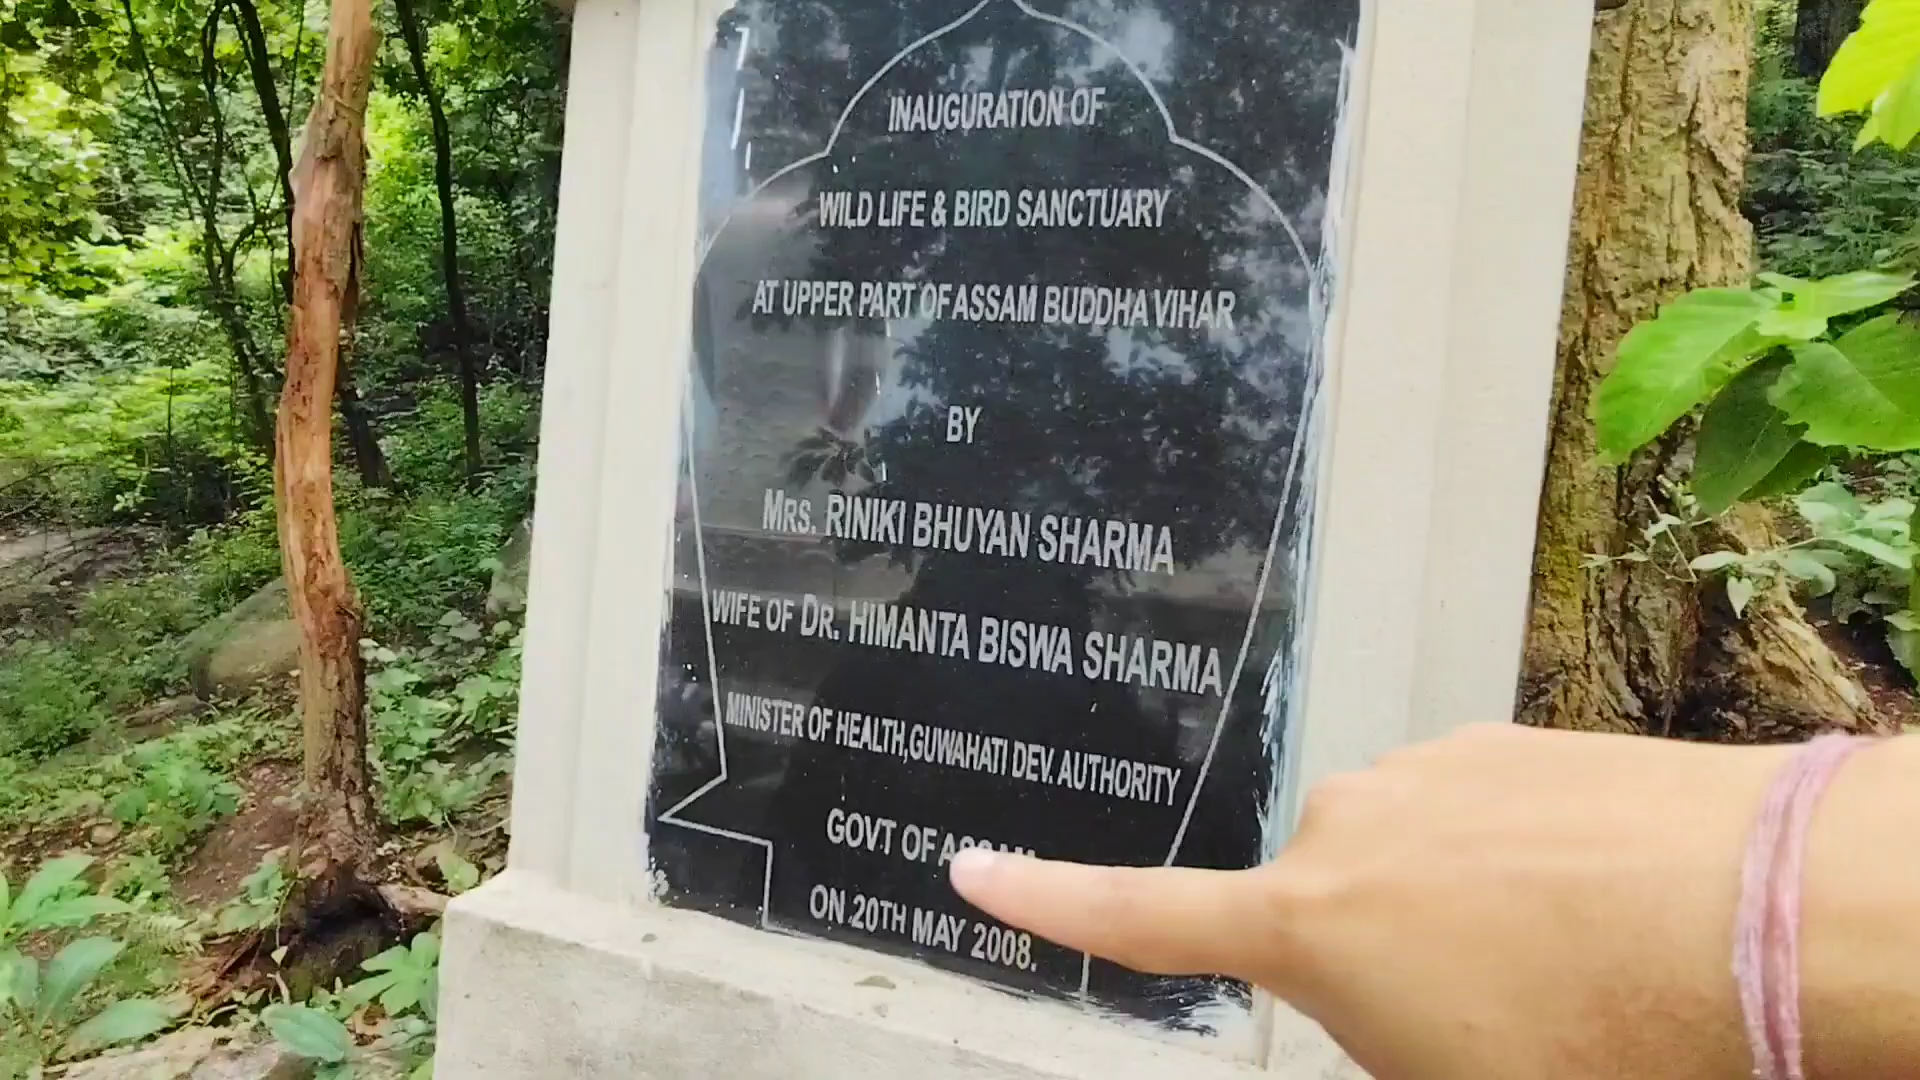 INAUGURATION OF
WILD LIFE & BIRD SANCTUARY
AT UPPER PART OF ASSAM BUDDHA VIHAR
BY
MRS. RINIKI BHUYAN SHARMA
WIFE OF DR. HIMANTA BISWA SHARMA
MINISTER OF HEALTH,GUWAHATI DEV. AUTHORITY
GOVT OF ASSAM
ON 20TH MAY 2008.